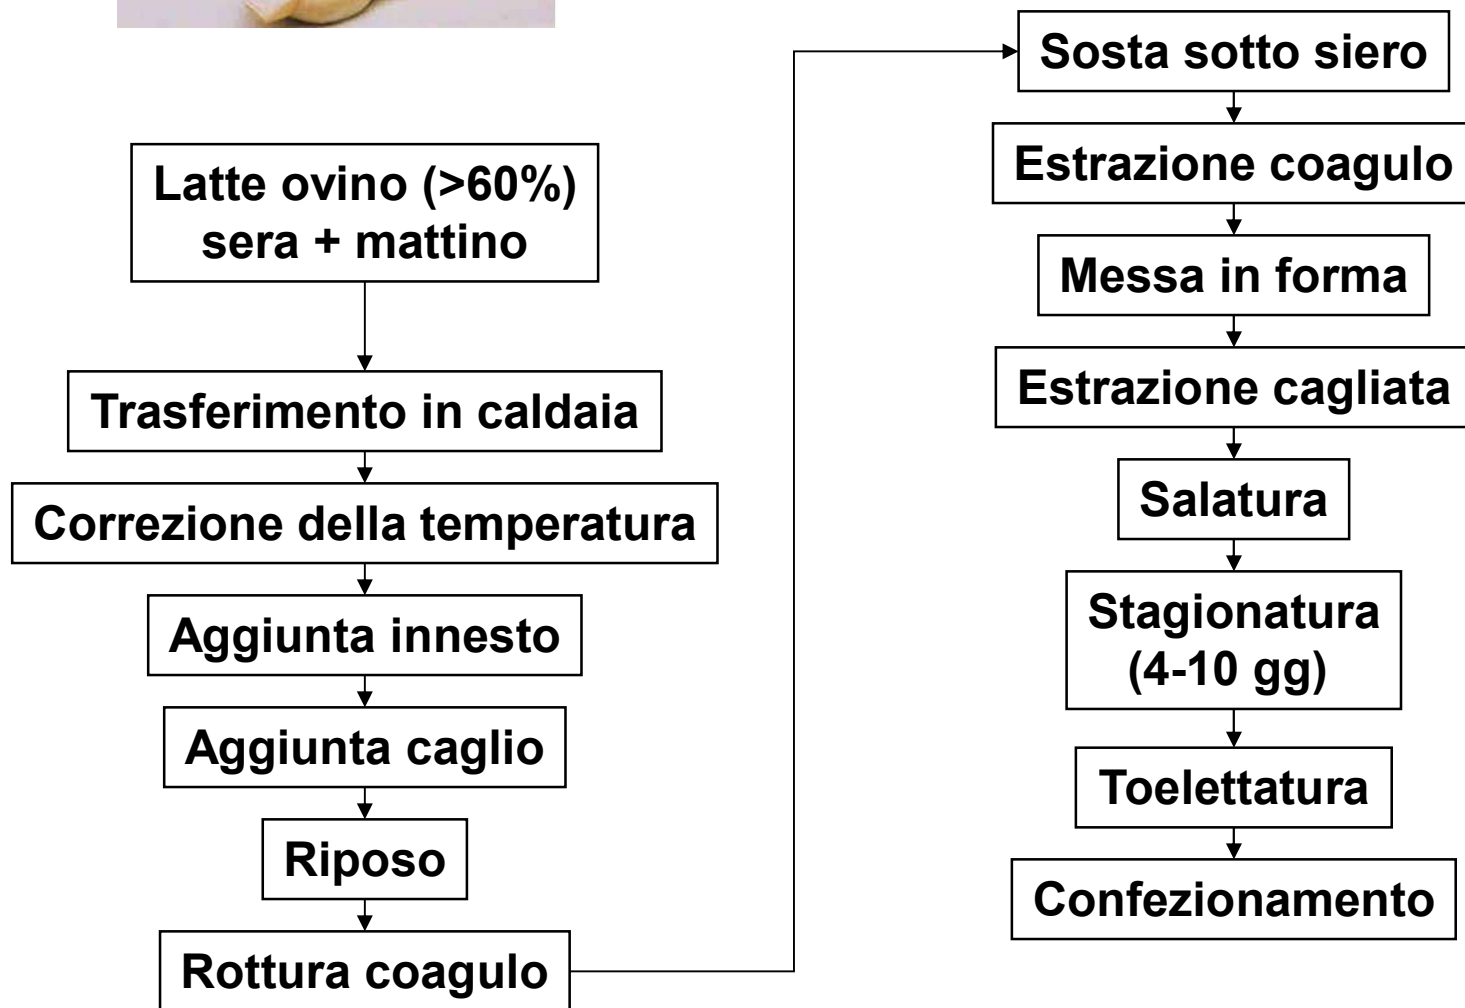 Latte ovino (>60%)
sera + mattino
Trasferimento in caldaia
Correzione della temperatura
Aggiunta innesto
Aggiunta caglio
Riposo
Rottura coagulo
Sosta sotto siero
Estrazione coagulo
Messa in forma
Estrazione cagliata
Salatura
Stagionatura
(4-10 gg)
Toelettatura
Confezionamento